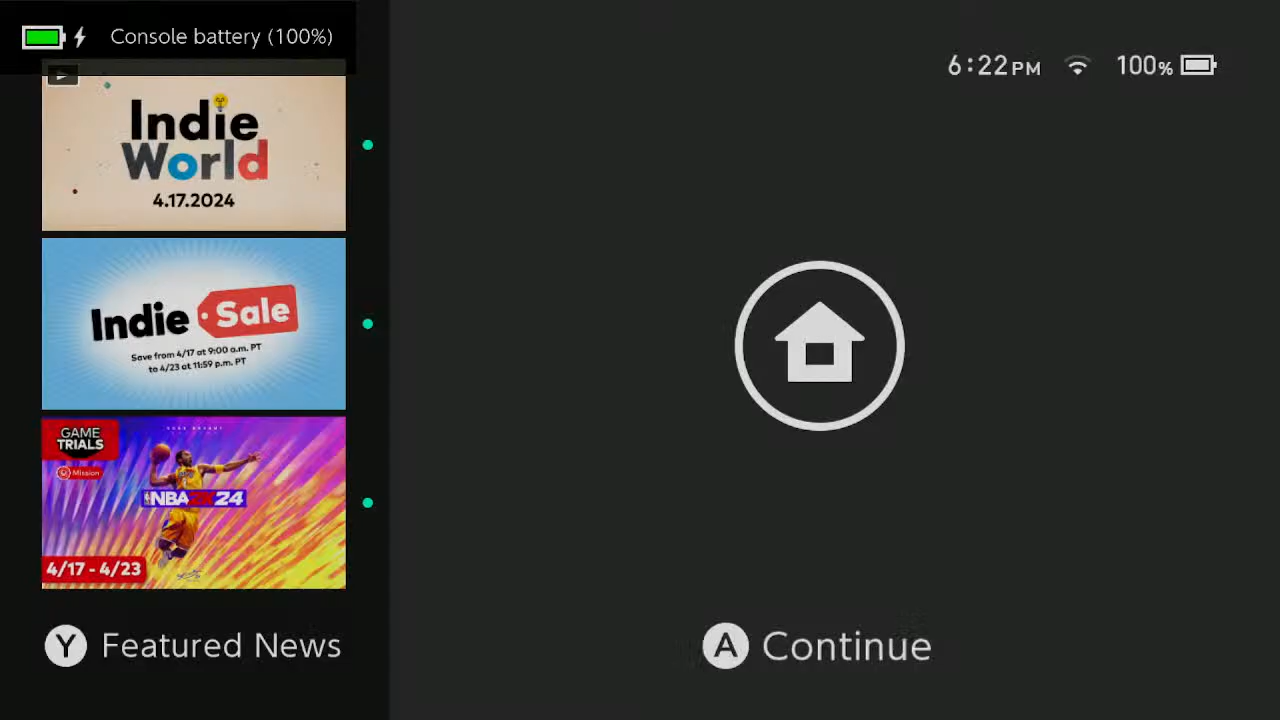 Console battery (100%)
6:22PM
100%
Indie
World
4.17.2024
Indie Sale
Save from 4/17 at 9:00 a.m. PT
to 4/23 at 11:59 p.m. PT
GAME
TRIALS
Mission
KOBE BRYANT
NBA 2K24
4/17 - 4/23
Y Featured News
A Continue